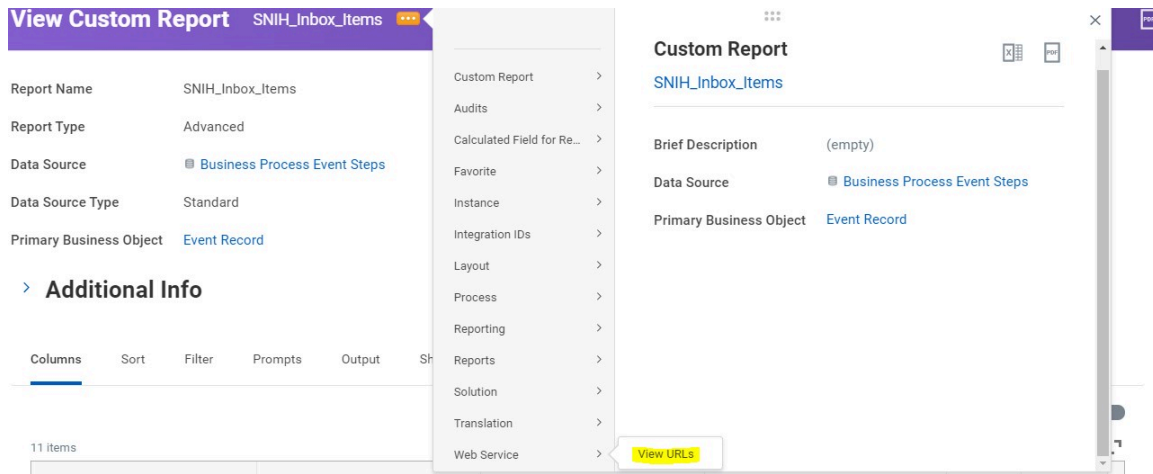 View Custom Report SNIH_Inbox_Items
Report Name SNIH_Inbox_Items
Report Type Advanced
Data Source Business Process Event Steps
Data Source Type Standard
Primary Business Object Event Record
Additional Info
Columns Sort Filter Prompts Output Sh
11 items
Custom Report
Audits
Calculated Field for Re...
Favorite
Instance
Integration IDs
Layout
Process
Reporting
Reports
Solution
Translation
Web Service
View URLs
Custom Report
SNIH_Inbox_Items
Brief Description (empty)
Data Source Business Process Event Steps
Primary Business Object Event Record
PDF
PDF